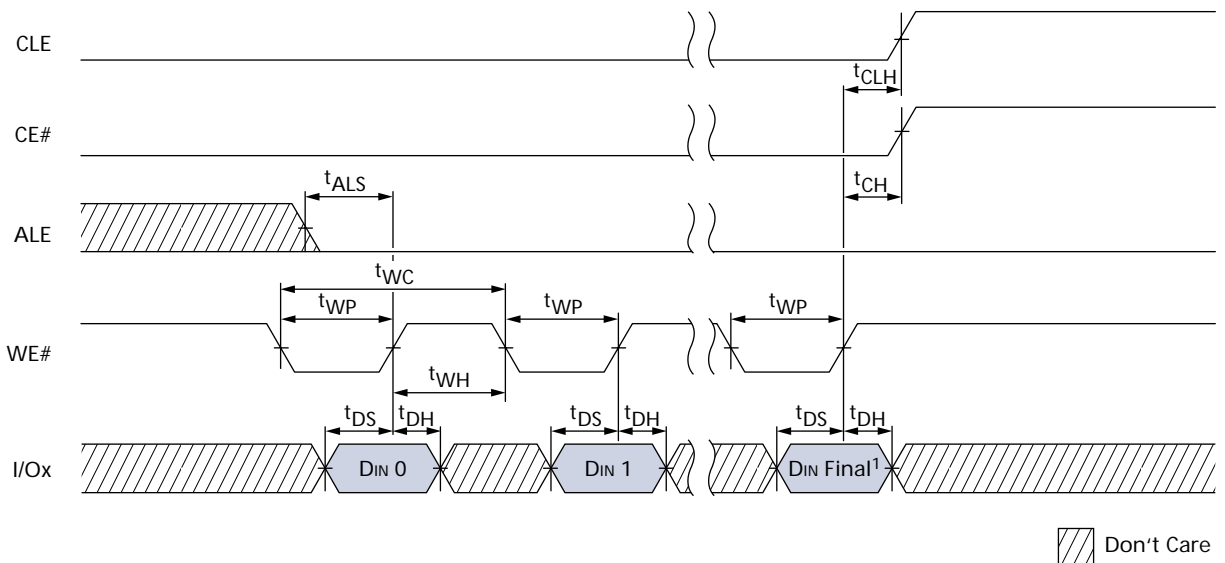 CLE
tCLH
CE#
tCH
tALS
ALE
tWC
tWP
tWP
tWP
WE#
tWH
tDS
tDH
tDS
tDH
tDS
tDH
I/Ox
DIN 0
DIN 1
DIN Final¹
Don't Care